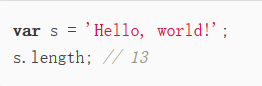 var s = 'Hello, world!';
s.length; // 13